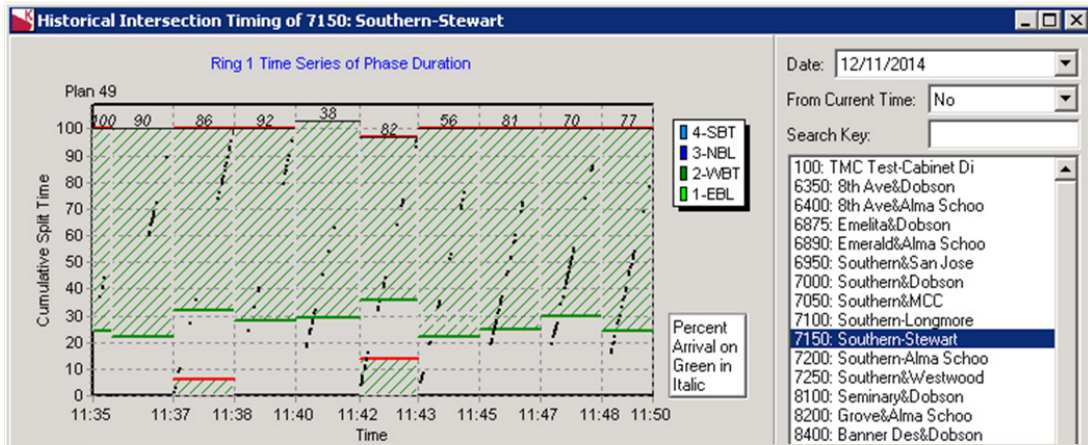 Historical Intersection Timing of 7150: Southern-Stewart
Ring 1 Time Series of Phase Duration
Plan 49
100 90 86 92 38 82 56 81 70 77
100
90
80
70
60
50
40
30
20
10
0
Cumulative Split Time
11:35 11:37 11:38 11:40 11:42 11:43 11:45 11:47 11:48 11:50
Time
4-SBT
3-NBL
2-WBT
1-EBL
Percent
Arrival on
Green in
Italic
Date: 12/11/2014
From Current Time: No
Search Key:
100: TMC Test-Cabinet Di
6350: 8th Ave&Dobson
6400: 8th Ave&Alma Schoo
6875: Emelita&Dobson
6890: Emerald&Alma Schoo
6950: Southern&San Jose
7000: Southern&Dobson
7050: Southern&MCC
7100: Southern-Longmore
7150: Southern-Stewart
7200: Southern-Alma Schoo
7250: Southern&Westwood
8100: Seminary&Dobson
8200: Grove&Alma Schoo
8400: Banner Des&Dobson